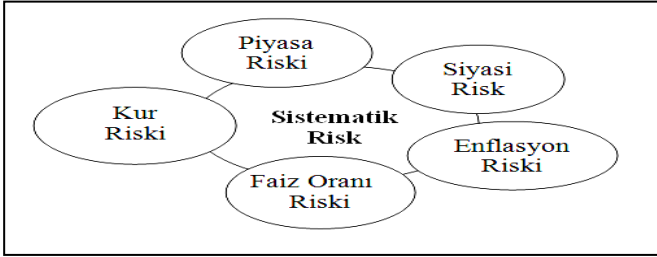 Piyasa
Riski
Siyasi
Risk
Kur
Riski
Sistematik
Risk
Enflasyon
Riski
Faiz Oranı
Riski